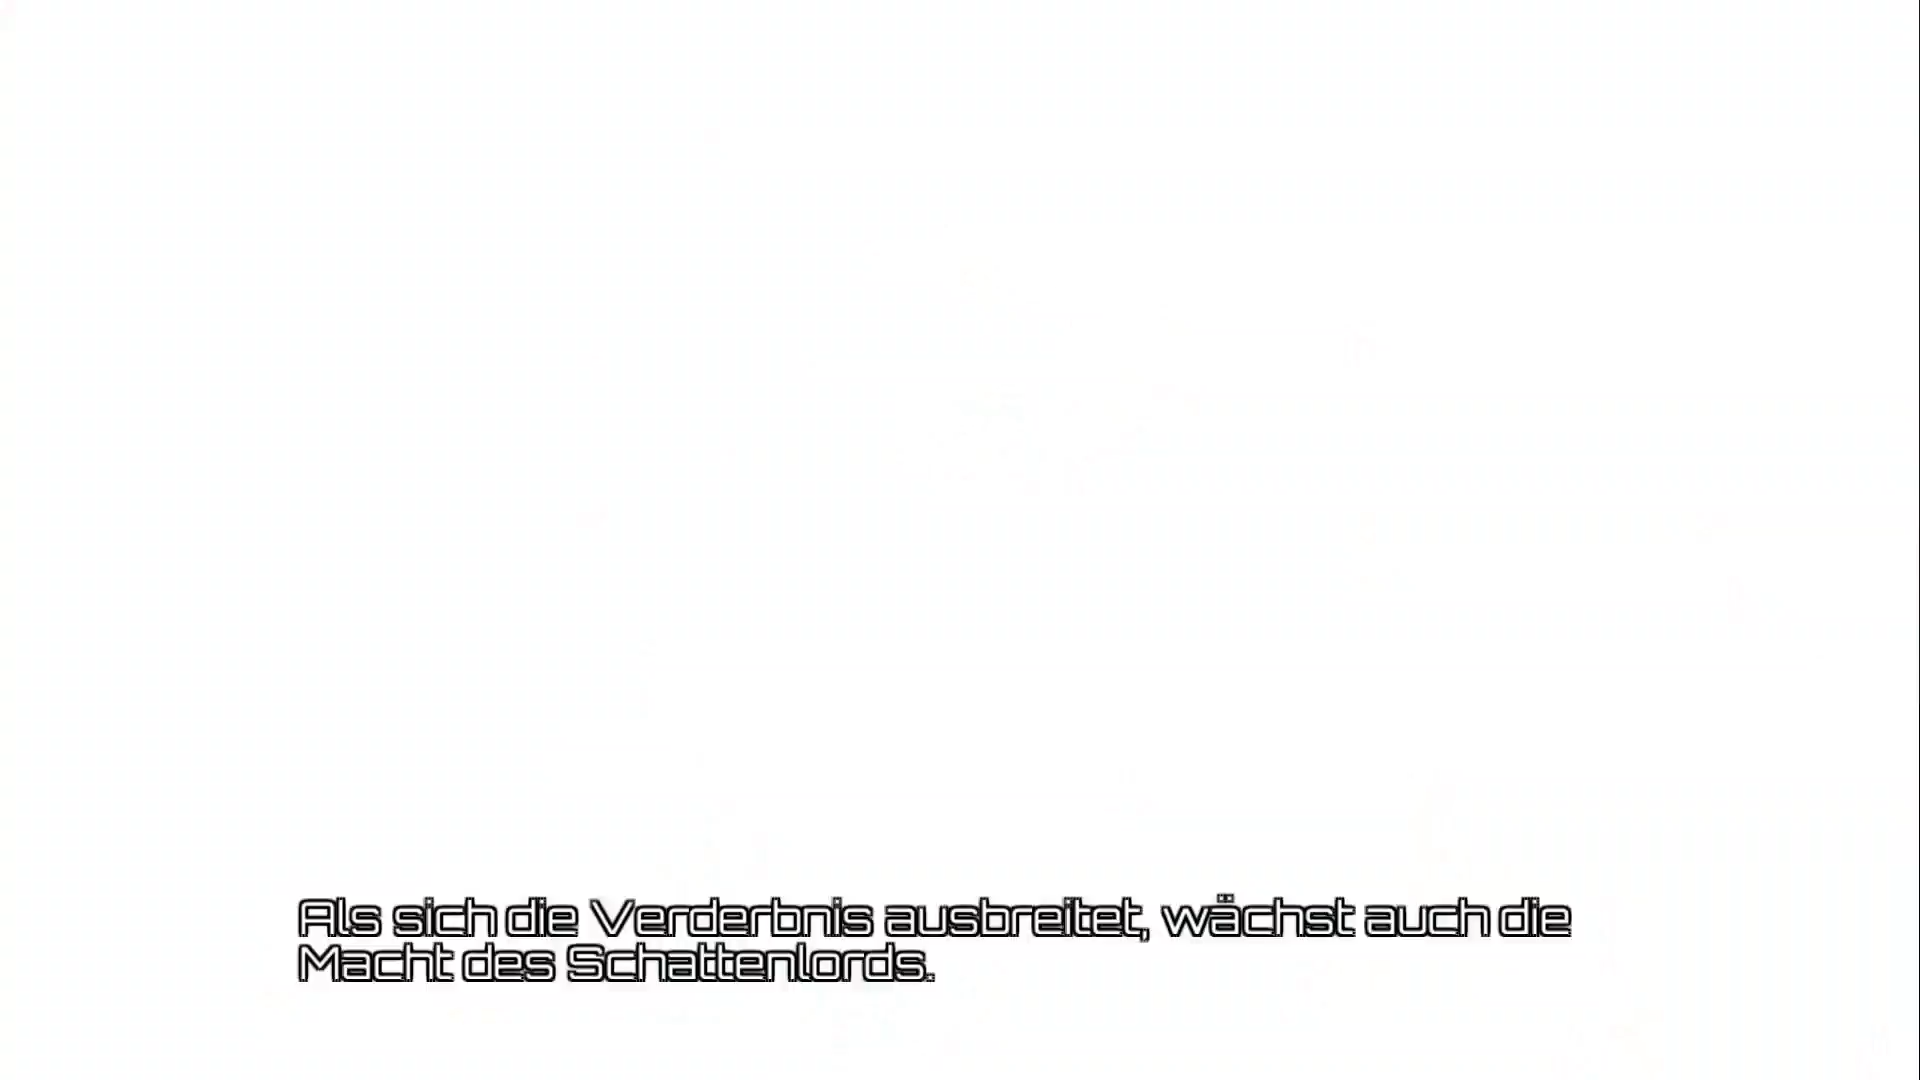 Als sich die Verderbnis ausbreitet, wächst auch die
Macht des Schattenlords.